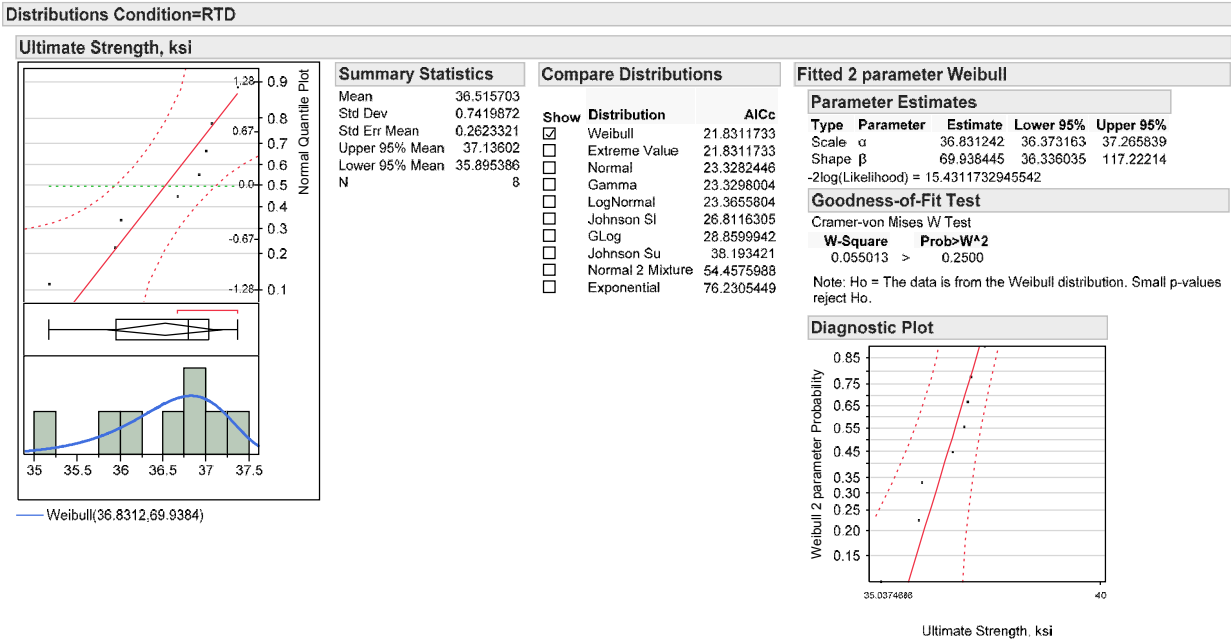 Distributions Condition=RTD
Ultimate Strength, ksi
1.28 0.9
0.8
0.67
0.7
0.6
0.0 0.5
0.4
0.3
-0.67
0.2
-1.28 0.1
Normal Quantile Plot
35 35.5 36 36.5 37 37.5
Weibull(36.8312,69.9384)
Summary Statistics
Mean 36.515703
Std Dev 0.7419872
Std Err Mean 0.2623321
Upper 95% Mean 37.13602
Lower 95% Mean 35.895386
N 8
Compare Distributions
Show Distribution AICc
Weibull 21.8311733
Extreme Value 21.8311733
Normal 23.3282446
Gamma 23.3298004
LogNormal 23.3655804
Johnson Sl 26.8116305
GLog 28.8599942
Johnson Su 38.193421
Normal 2 Mixture 54.4575988
Exponential 76.2305449
Fitted 2 parameter Weibull
Parameter Estimates
Type Parameter Estimate Lower 95% Upper 95%
Scale α 36.831242 36.373163 37.265839
Shape β 69.938445 36.336035 117.22214
-2log(Likelihood) = 15.4311732945542
Goodness-of-Fit Test
Cramer-von Mises W Test
W-Square Prob>W^2
0.055013 > 0.2500
Note: Ho = The data is from the Weibull distribution. Small p-values
reject Ho.
Diagnostic Plot
Weibull 2 parameter Probability
0.85
0.75
0.65
0.55
0.45
0.35
0.30
0.25
0.20
0.15
35.0374686 40
Ultimate Strength, ksi